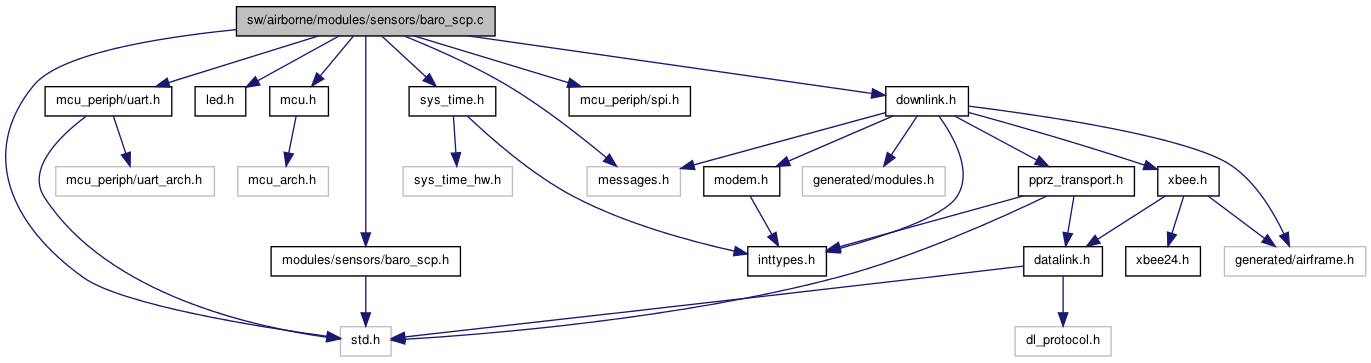 sw/airborne/modules/sensors/baro_scp.c
mcu_periph/uart.h
led.h
mcu.h
sys_time.h
mcu_periph/spi.h
downlink.h
mcu_periph/uart_arch.h
mcu_arch.h
sys_time_hw.h
messages.h
modem.h
generated/modules.h
pprz_transport.h
xbee.h
modules/sensors/baro_scp.h
inttypes.h
datalink.h
xbee24.h
generated/airframe.h
std.h
dl_protocol.h